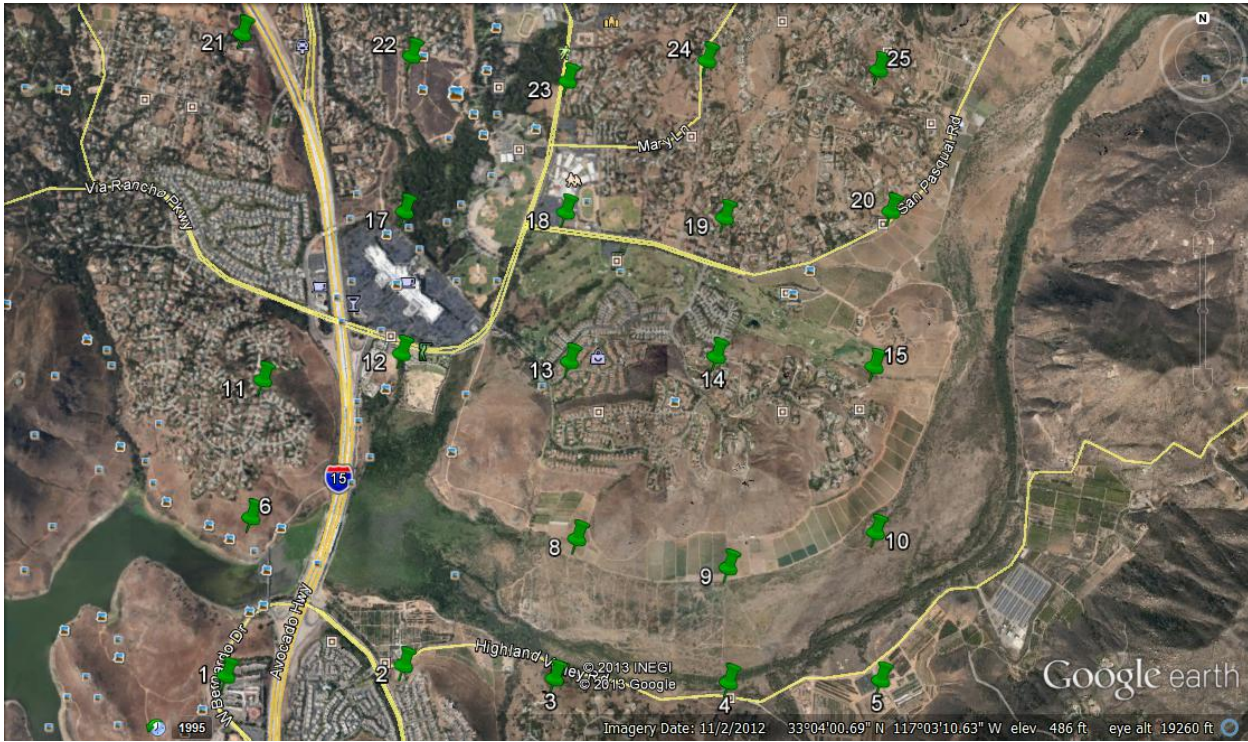 N
21
22
23
24
25
Mary Ln
San Pasqual Rd
Via Rancho Pkwy
17
18
19
20
12
13
14
15
11
15
6
8
9
10
W Bernardo Dr
Avocado Hwy
Highland Valley Rd
1
2
3
4
5
© 2013 INEGI
© 2013 Google
Google earth
1995
Imagery Date: 11/2/2012 33°04'00.69" N 117°03'10.63" W elev 486 ft eye alt 19260 ft